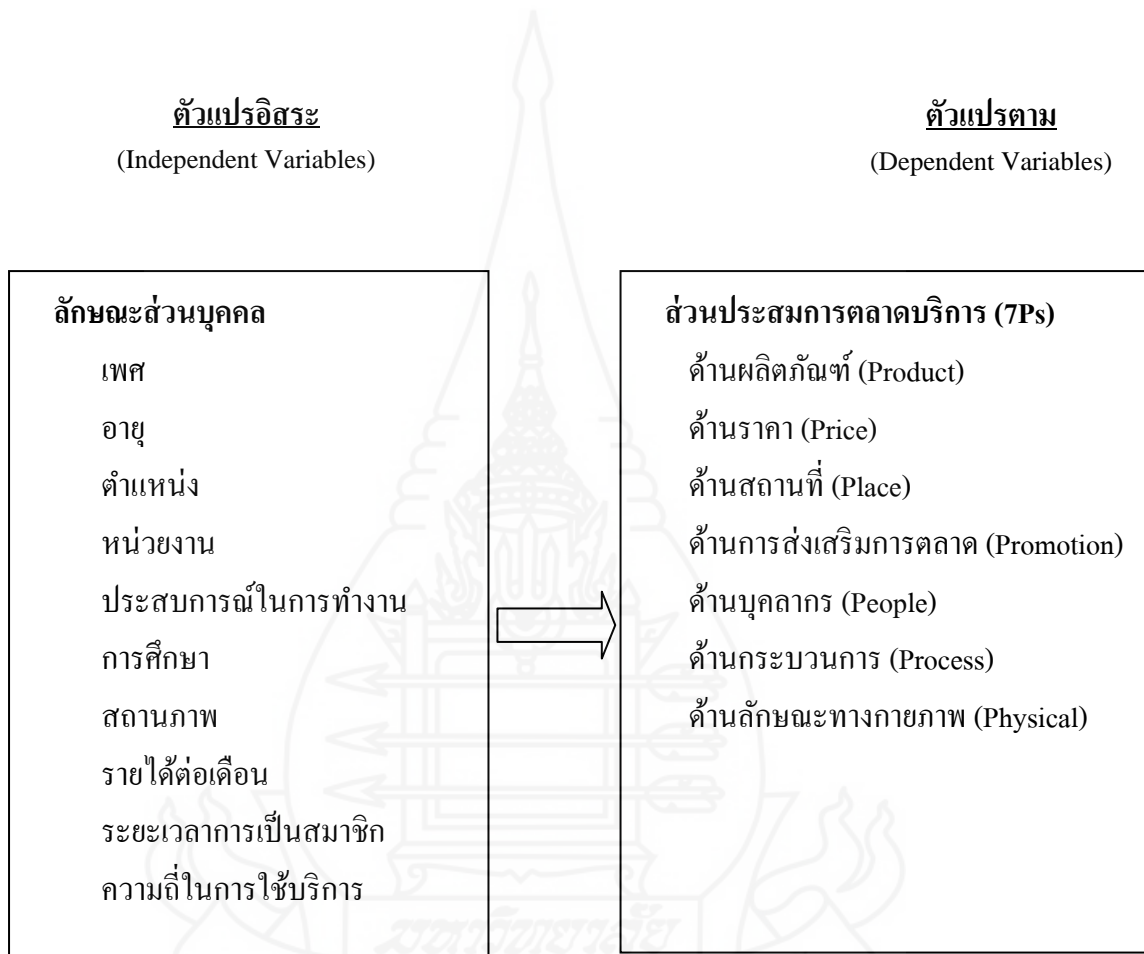 ตัวแปรอิสระ
(Independent Variables)
ตัวแปรตาม
(Dependent Variables)
ลักษณะส่วนบุคคล
เพศ
อายุ
ตำแหน่ง
หน่วยงาน
ประสบการณ์ในการทำงาน
การศึกษา
สถานภาพ
รายได้ต่อเดือน
ระยะเวลาการเป็นสมาชิก
ความถี่ในการใช้บริการ
ส่วนประสมการตลาดบริการ (7Ps)
ด้านผลิตภัณฑ์ (Product)
ด้านราคา (Price)
ด้านสถานที่ (Place)
ด้านการส่งเสริมการตลาด (Promotion)
ด้านบุคลากร (People)
ด้านกระบวนการ (Process)
ด้านลักษณะทางกายภาพ (Physical)
มหาวิทยาลัย